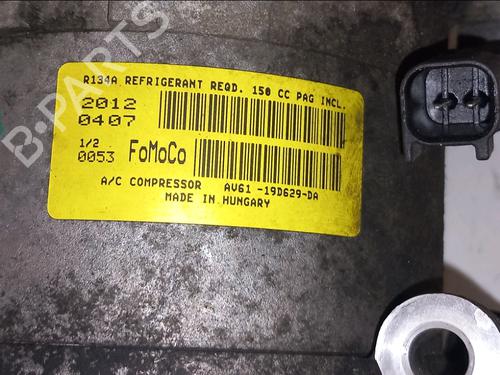 R134A REFRIGERANT REQD. 150 CC PAG INCL.
2012
0407
1/2
0053 FoMoCo
A/C COMPRESSOR AV61 -19D629-DA
MADE IN HUNGARY
B-PARTS